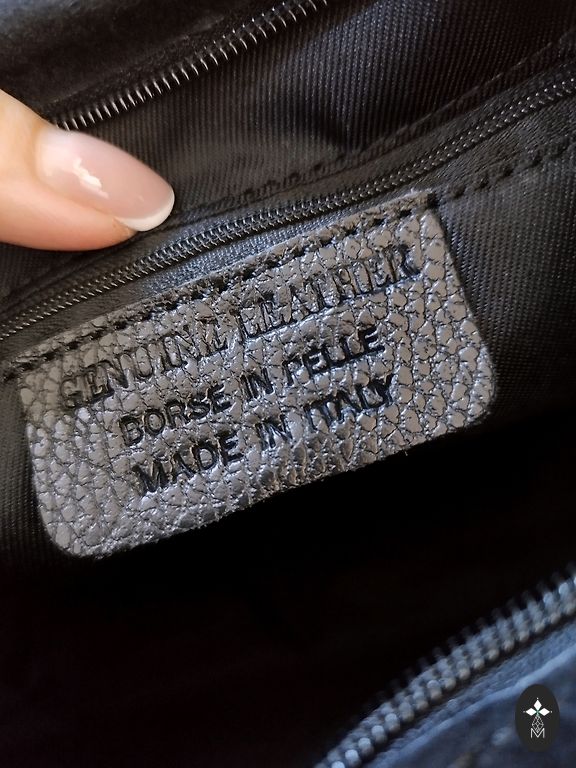 GENUINE LEATHER
BORSE IN PELLE
MADE IN ITALY
M